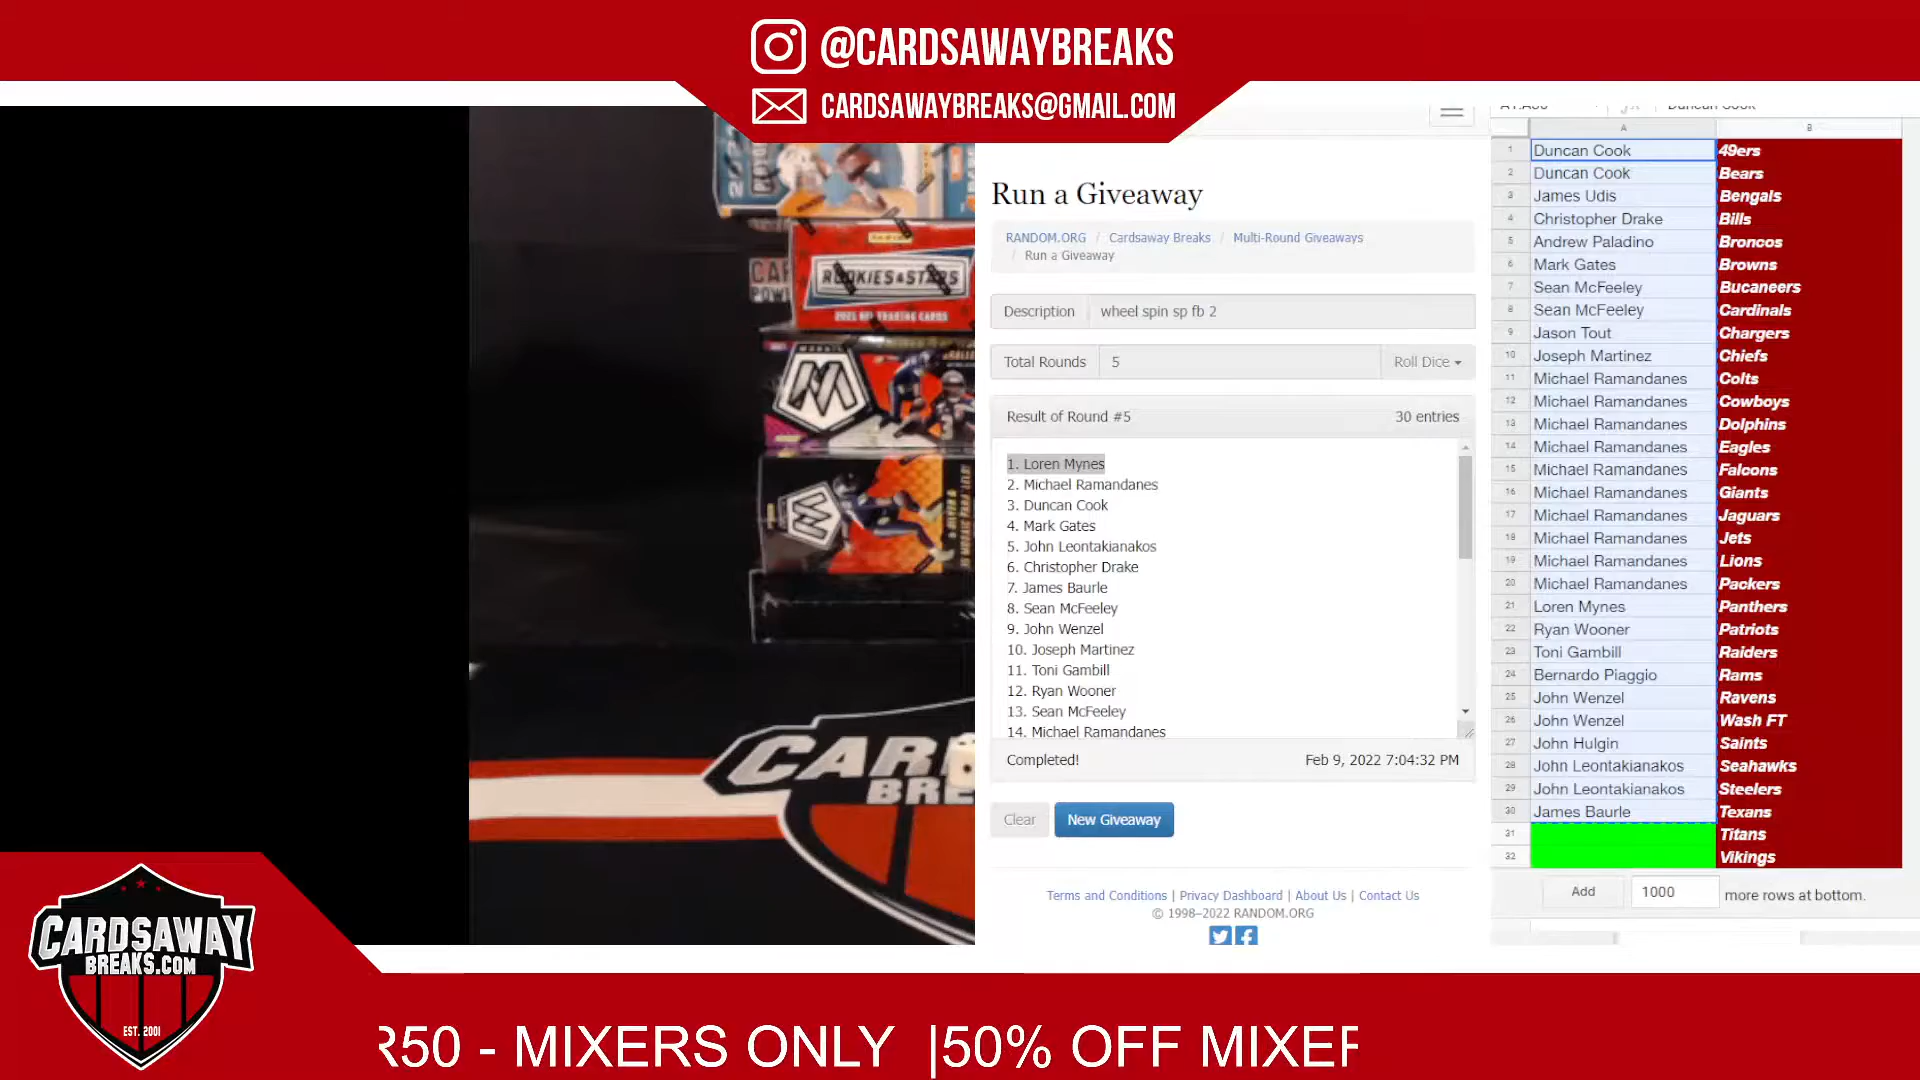 @CARDSAWAYBREAKS
CARDSAWAYBREAKS@GMAIL.COM
ROOKIES & STARS
2021 NFL TRADING CARDS
CAR
BRE
Run a Giveaway
RANDOM.ORG / Cardsaway Breaks / Multi-Round Giveaways
/ Run a Giveaway
Description wheel spin sp fb 2
Total Rounds 5 Roll Dice
Result of Round #5 30 entries
1. Loren Mynes
2. Michael Ramandanes
3. Duncan Cook
4. Mark Gates
5. John Leontakianakos
6. Christopher Drake
7. James Baurle
8. Sean McFeeley
9. John Wenzel
10. Joseph Martinez
11. Toni Gambill
12. Ryan Wooner
13. Sean McFeeley
14. Michael Ramandanes
Completed! Feb 9, 2022 7:04:32 PM
Clear New Giveaway
Terms and Conditions | Privacy Dashboard | About Us | Contact Us
© 1998–2022 RANDOM.ORG
A B
1 Duncan Cook 49ers
2 Duncan Cook Bears
3 James Udis Bengals
4 Christopher Drake Bills
5 Andrew Paladino Broncos
6 Mark Gates Browns
7 Sean McFeeley Bucaneers
8 Sean McFeeley Cardinals
9 Jason Tout Chargers
10 Joseph Martinez Chiefs
11 Michael Ramandanes Colts
12 Michael Ramandanes Cowboys
13 Michael Ramandanes Dolphins
14 Michael Ramandanes Eagles
15 Michael Ramandanes Falcons
16 Michael Ramandanes Giants
17 Michael Ramandanes Jaguars
18 Michael Ramandanes Jets
19 Michael Ramandanes Lions
20 Michael Ramandanes Packers
21 Loren Mynes Panthers
22 Ryan Wooner Patriots
23 Toni Gambill Raiders
24 Bernardo Piaggio Rams
25 John Wenzel Ravens
26 John Wenzel Wash FT
27 John Hulgin Saints
28 John Leontakianakos Seahawks
29 John Leontakianakos Steelers
30 James Baurle Texans
31 Titans
32 Vikings
Add 1000 more rows at bottom.
CARDSAWAY
BREAKS.COM
EST. 2001
R50 - MIXERS ONLY |50% OFF MIXER